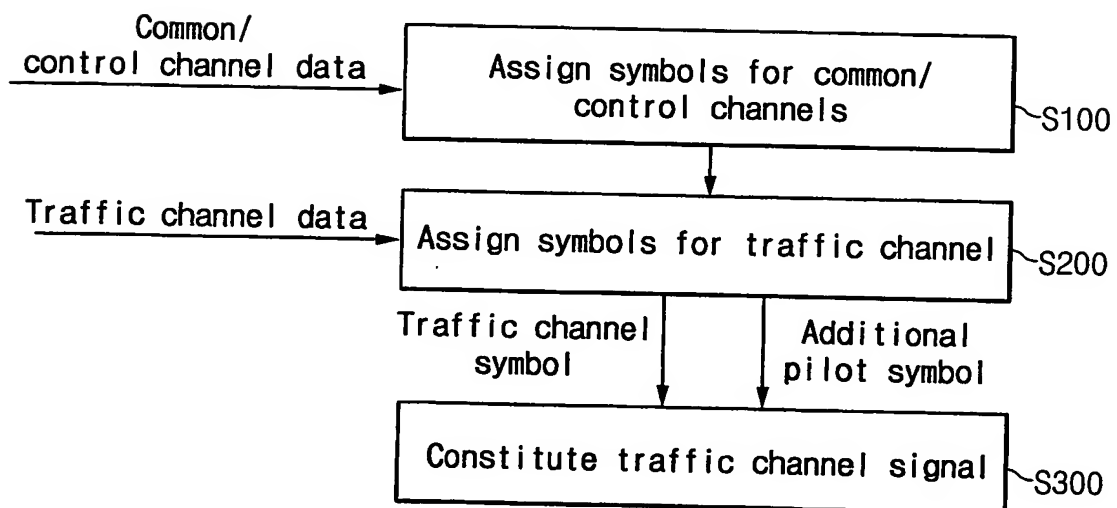 Common/
control channel data
Assign symbols for common/
control channels
S100
Traffic channel data
Assign symbols for traffic channel
S200
Traffic channel
symbol
Additional
pilot symbol
Constitute traffic channel signal
S300